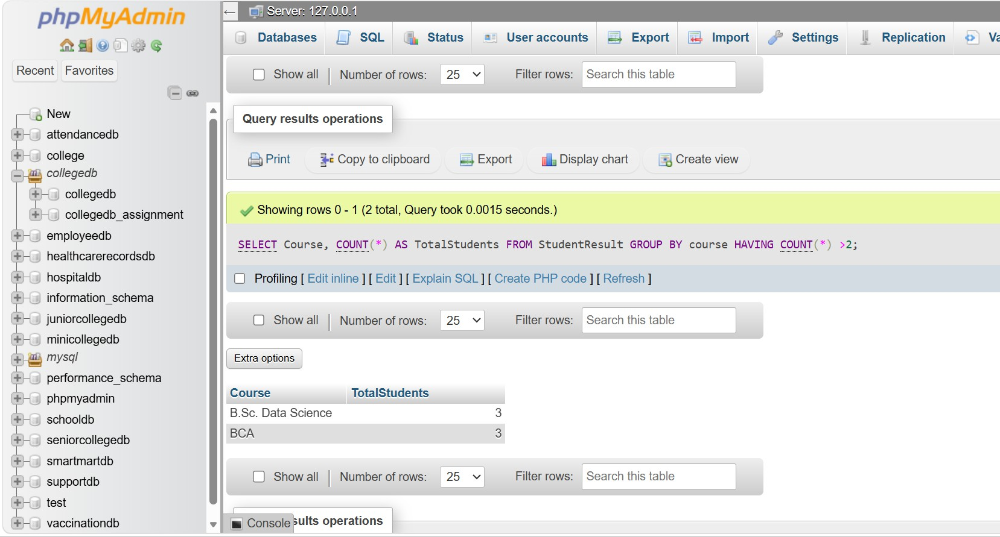 phpMyAdmin
Recent Favorites
New
attendancedb
college
collegedb
collegedb
collegedb_assignment
employeedb
healthcarerecordsdb
hospitaldb
information_schema
juniorcollegedb
minicollegedb
mysql
performance_schema
phpmyadmin
schooldb
seniorcollegedb
smartmartdb
supportdb
test
vaccinationdb
Server: 127.0.0.1
Databases SQL Status User accounts Export Import Settings Replication Va
Show all | Number of rows: 25 Filter rows: Search this table
Query results operations
Print Copy to clipboard Export Display chart Create view
Showing rows 0 - 1 (2 total, Query took 0.0015 seconds.)
SELECT Course, COUNT(*) AS TotalStudents FROM StudentResult GROUP BY course HAVING COUNT(*) >2;
Profiling [ Edit inline ] [ Edit ] [ Explain SQL ] [ Create PHP code ] [ Refresh ]
Show all | Number of rows: 25 Filter rows: Search this table
Extra options
Course TotalStudents
B.Sc. Data Science 3
BCA 3
Show all | Number of rows: 25 Filter rows: Search this table
Console sults operations